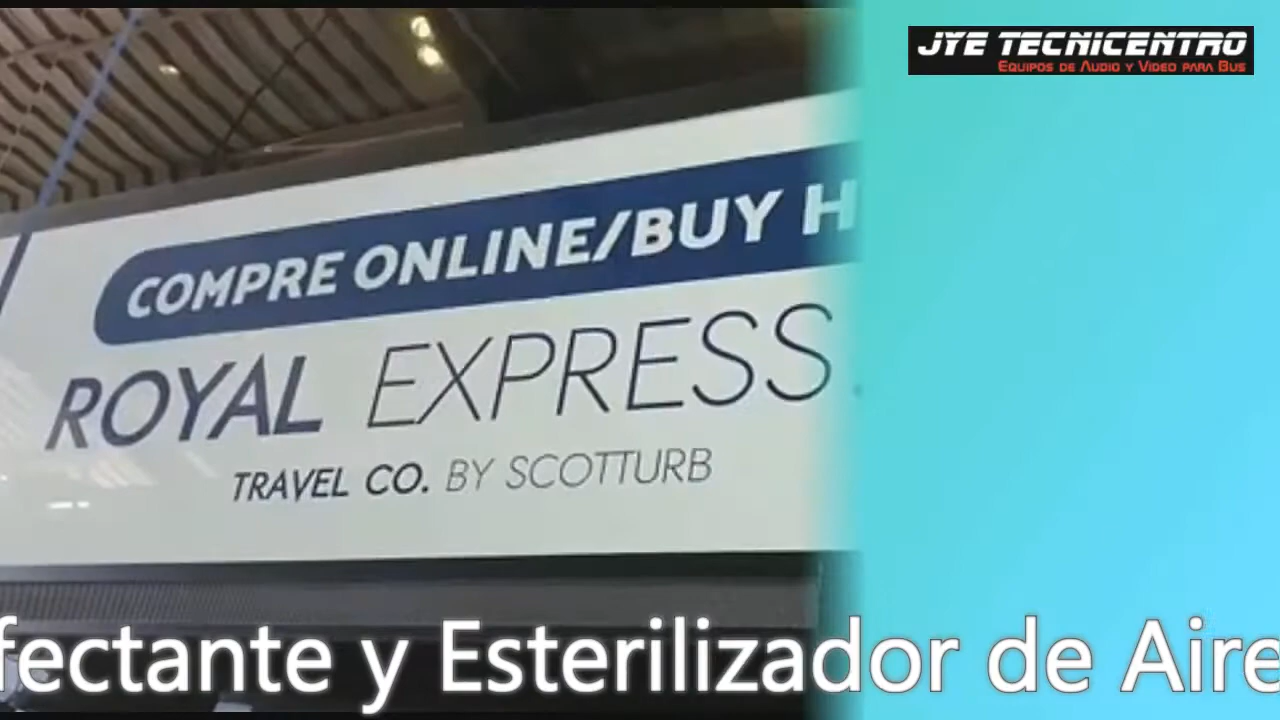 JYE TECNICENTRO
EQUIPOS DE AUDIO Y VIDEO PARA BUS
COMPRE ONLINE/BUY H
ROYAL EXPRESS
TRAVEL CO. BY SCOTTURB
fectante y Esterilizador de Aire